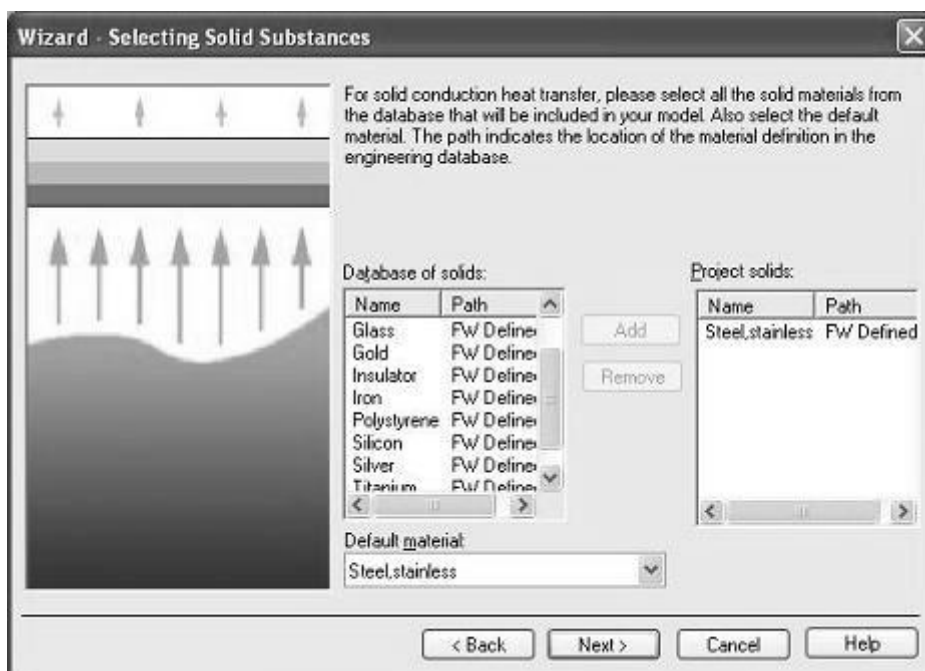 Wizard - Selecting Solid Substances
For solid conduction heat transfer, please select all the solid materials from
the database that will be included in your model. Also select the default
material. The path indicates the location of the material definition in the
engineering database.
Database of solids:
Name Path
Glass FW Define
Gold FW Define
Insulator FW Define
Iron FW Define
Polystyrene FW Define
Silicon FW Define
Silver FW Define
Titanium FW Define
Add
Remove
Project solids:
Name Path
Steel,stainless FW Defined
Default material:
Steel,stainless
< Back Next > Cancel Help